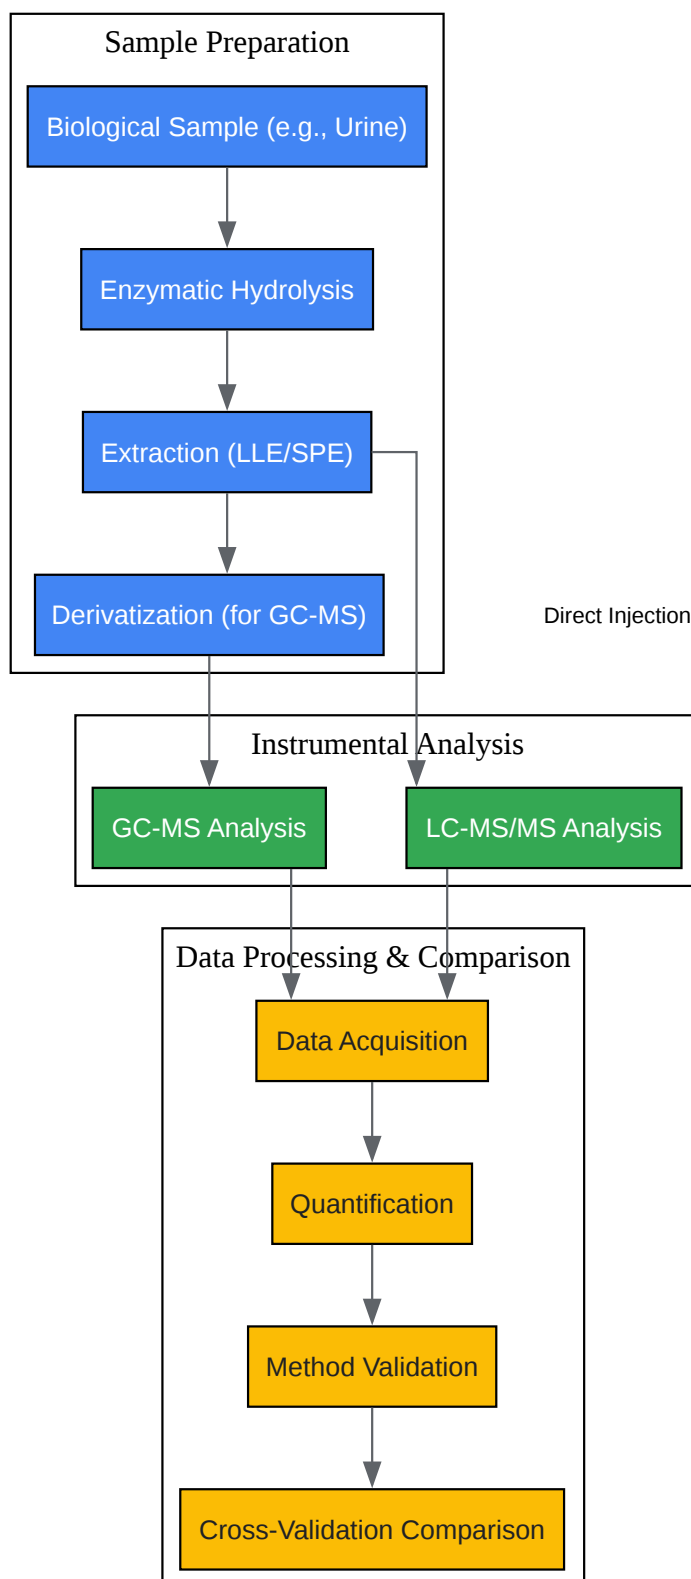 Sample Preparation
Biological Sample (e.g., Urine)
Enzymatic Hydrolysis
Extraction (LLE/SPE)
Derivatization (for GC-MS)
Direct Injection
Instrumental Analysis
GC-MS Analysis
LC-MS/MS Analysis
Data Processing & Comparison
Data Acquisition
Quantification
Method Validation
Cross-Validation Comparison